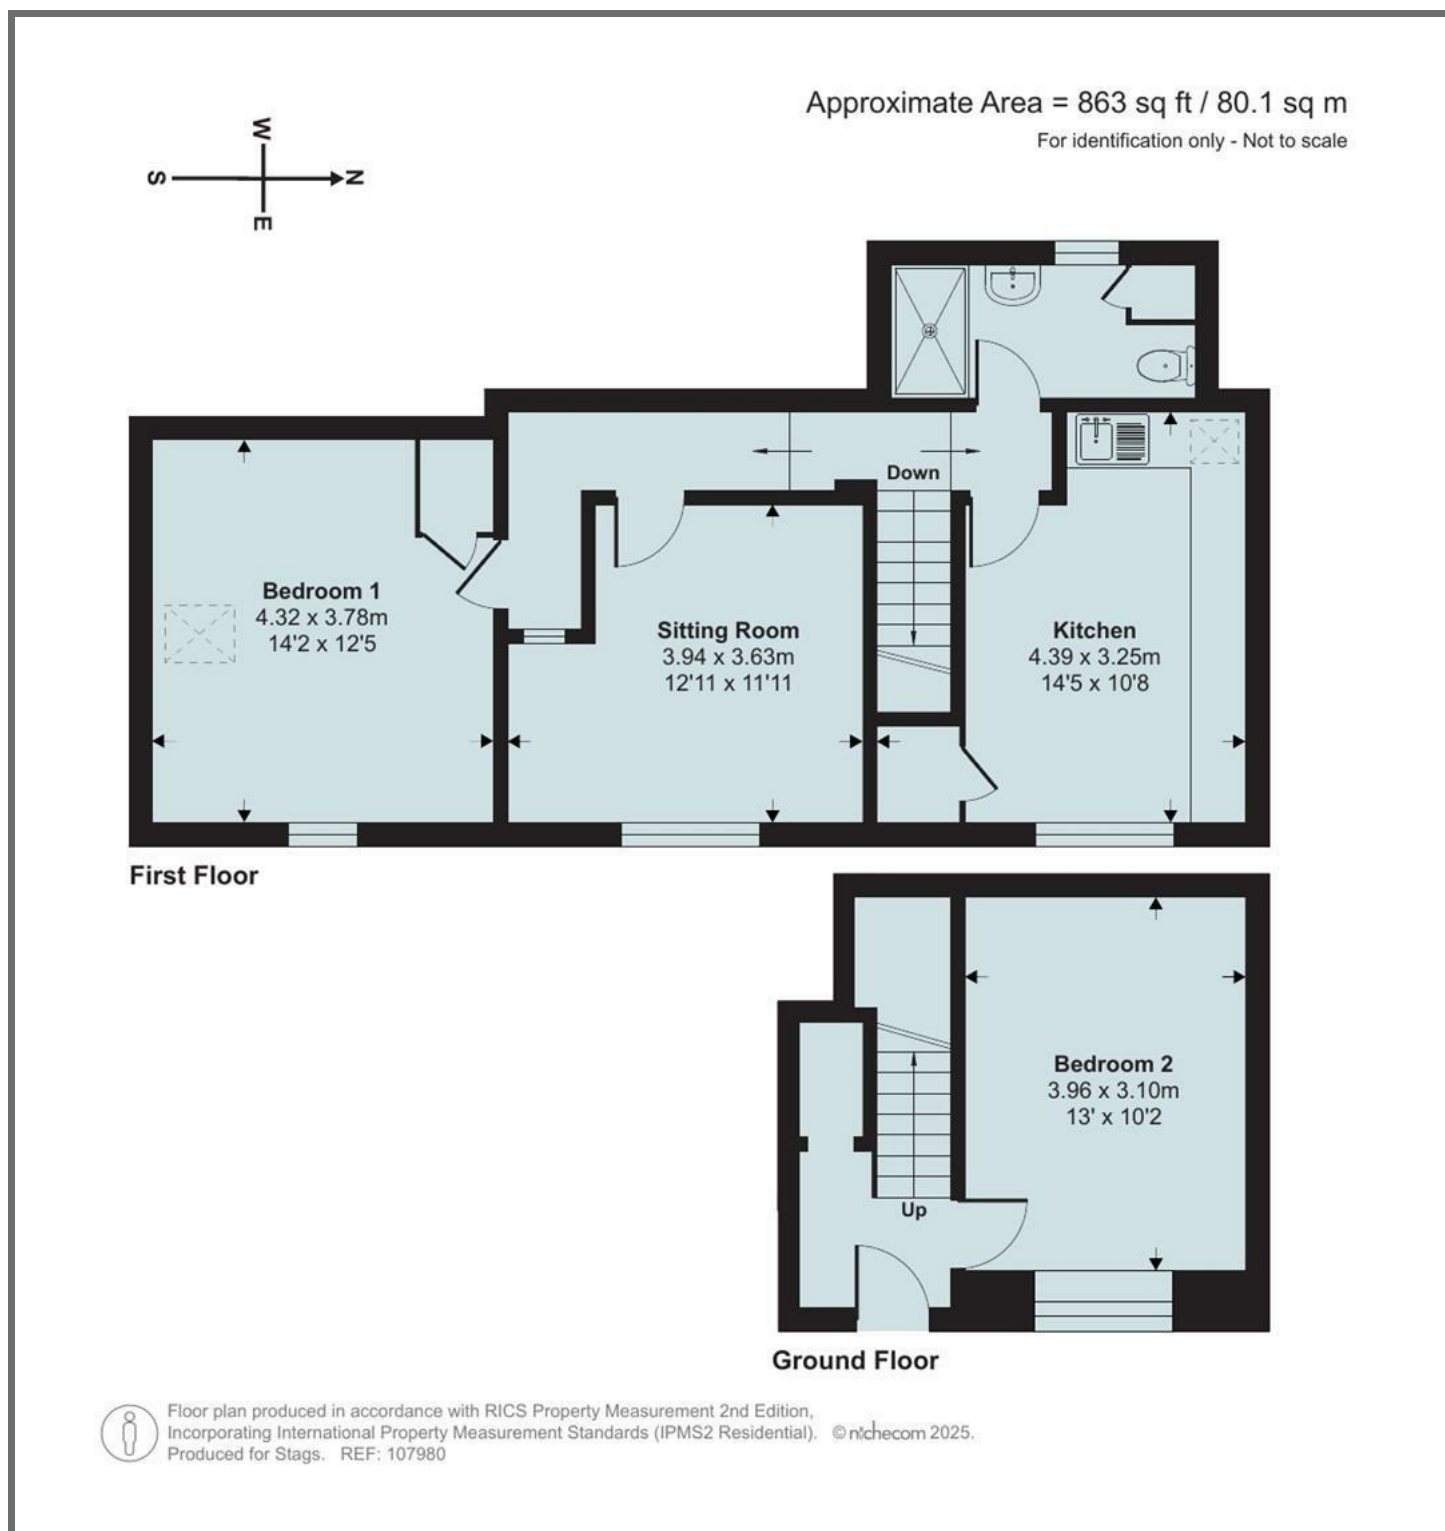 Approximate Area = 863 sq ft / 80.1 sq m
For identification only - Not to scale
W
S
N
E
Down
Bedroom 1
4.32 x 3.78m
14'2 x 12'5
Sitting Room
3.94 x 3.63m
12'11 x 11'11
Kitchen
4.39 x 3.25m
14'5 x 10'8
First Floor
Bedroom 2
3.96 x 3.10m
13' x 10'2
Up
Ground Floor
Floor plan produced in accordance with RICS Property Measurement 2nd Edition,
Incorporating International Property Measurement Standards (IPMS2 Residential). © nichecom 2025.
Produced for Stags. REF: 107980